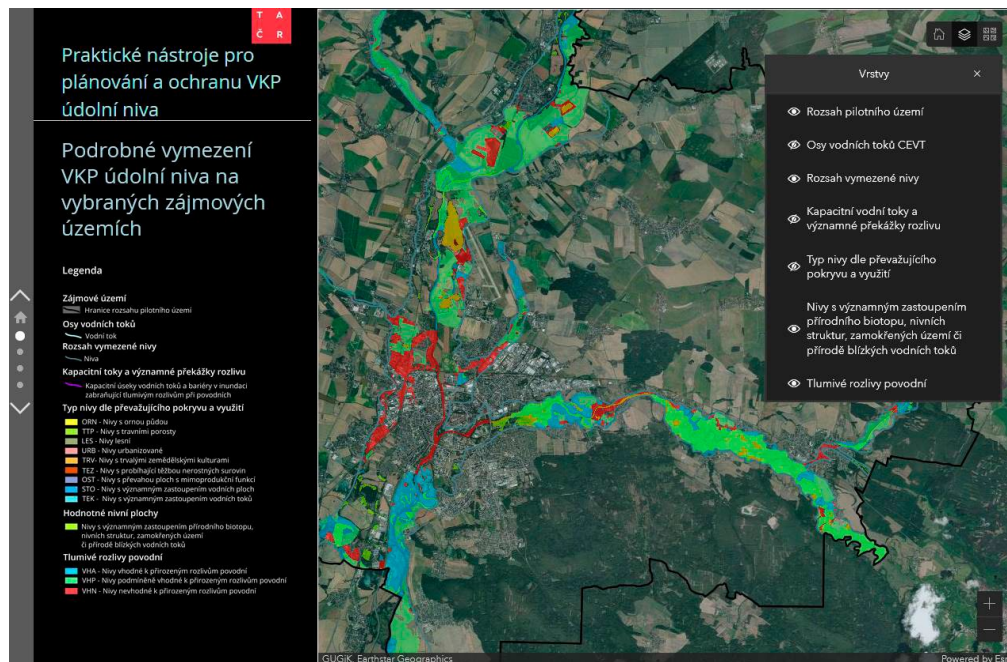 T A
Č R
Praktické nástroje pro
plánování a ochranu VKP
údolní niva
Podrobné vymezení
VKP údolní niva na
vybraných zájmových
územích
Legenda
Zájmové území
Hranice rozsahu pilotního území
Osy vodních toků
Vodní tok
Rozsah vymezené nivy
Niva
Kapacitní toky a významné překážky rozlivu
Kapacitní úseky vodních toků a bariéry v inundaci
zabraňující tlumivým rozlivům při povodních
Typ nivy dle převažujícího pokryvu a využití
ORN - Nivy s ornou půdou
TTP - Nivy s travními porosty
LES - Nivy lesní
URB - Nivy urbanizované
TRV- Nivy s trvalými zemědělskými kulturami
TEZ - Nivy s probíhající těžbou nerostných surovin
OST - Nivy s převahou ploch s mimoprodukční funkcí
STO - Nivy s významným zastoupením vodních ploch
TEK - Nivy s významným zastoupením vodních toků
Hodnotné nivní plochy
Nivy s významným zastoupením přírodního biotopu,
nivních struktur, zamokřených území
či přírodě blízkých vodních toků
Tlumivé rozlivy povodní
VHA - Nivy vhodné k přirozeným rozlivům povodní
VHP - Nivy podmíněně vhodné k přirozeným rozlivům povodní
VHN - Nivy nevhodné k přirozeným rozlivům povodní
Vrstvy
×
Rozsah pilotního území
Osy vodních toků CEVT
Rozsah vymezené nivy
Kapacitní vodní toky a
významné překážky rozlivu
Typ nivy dle převažujícího
pokryvu a využití
Nivy s významným zastoupením
přírodního biotopu, nivních
struktur, zamokřených území či
přírodě blízkých vodních toků
Tlumivé rozlivy povodní
+
−
GUGiK, Earthstar Geographics
Powered by Es